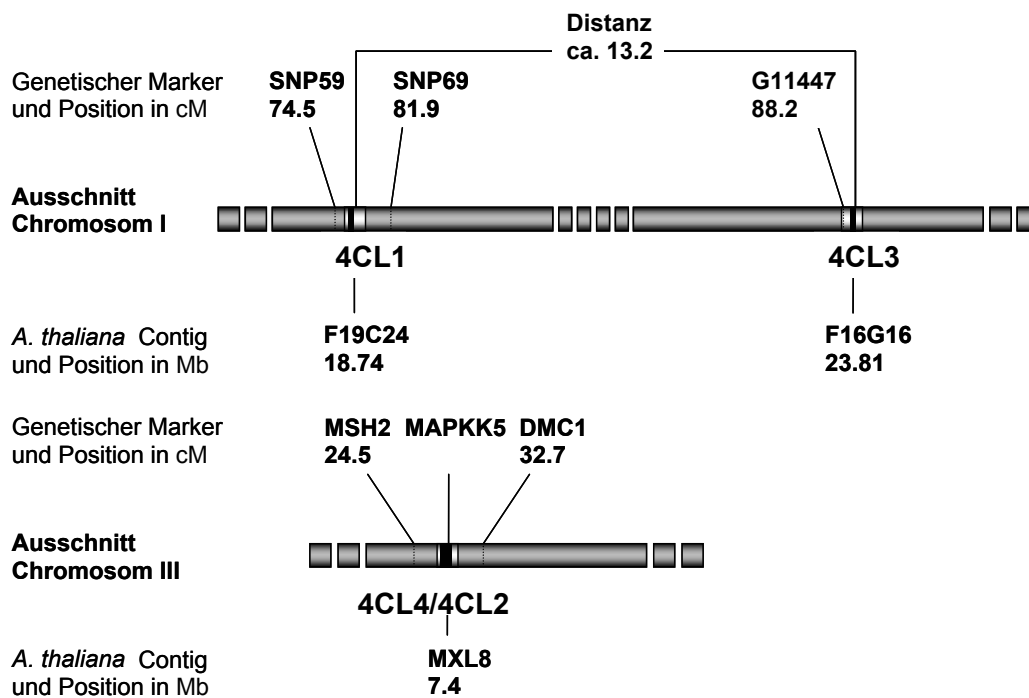 Distanz
ca. 13.2
Genetischer Marker
und Position in cM
SNP59
74.5
SNP69
81.9
G11447
88.2
Ausschnitt
Chromosom I
4CL1
4CL3
A. thaliana Contig
und Position in Mb
F19C24
18.74
F16G16
23.81
Genetischer Marker
und Position in cM
MSH2 MAPKK5 DMC1
24.5 32.7
Ausschnitt
Chromosom III
4CL4/4CL2
A. thaliana Contig
und Position in Mb
MXL8
7.4